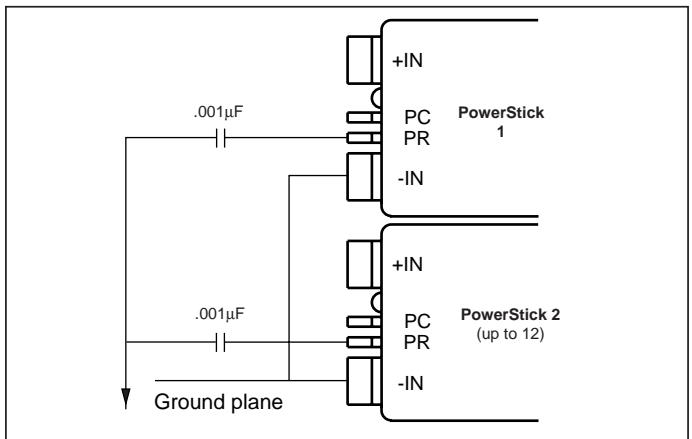 +IN
.001µF
PC
PR
PowerStick
1
-IN
+IN
.001µF
PC
PR
PowerStick 2
(up to 12)
-IN
Ground plane